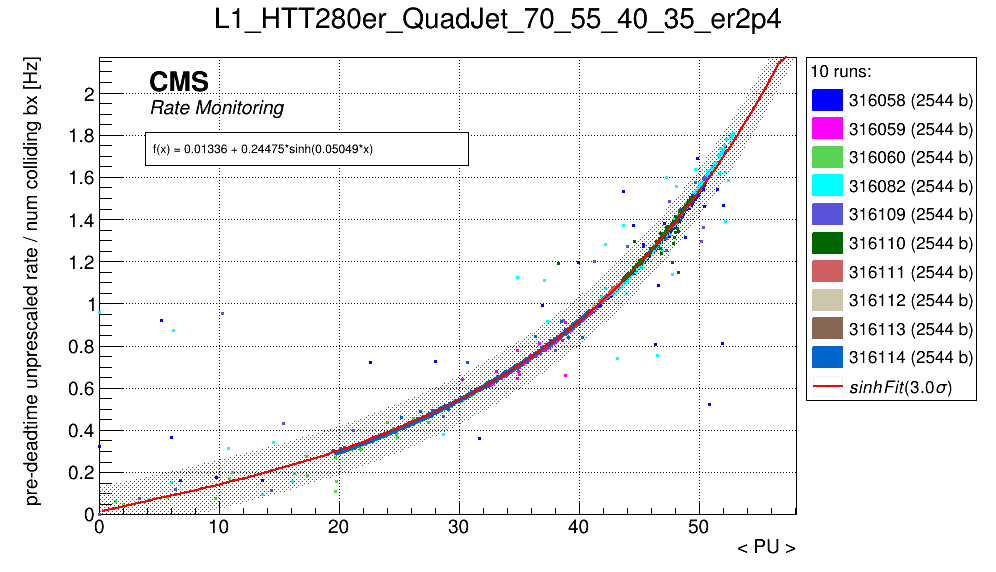 L1_HTT280er_QuadJet_70_55_40_35_er2p4
pre-deadtime unprescaled rate / num colliding bx [Hz]
CMS
Rate Monitoring
f(x) = 0.01336 + 0.24475*sinh(0.05049*x)
2
1.8
1.6
1.4
1.2
1
0.8
0.6
0.4
0.2
0
0
10
20
30
40
50
< PU >
10 runs:
316058 (2544 b)
316059 (2544 b)
316060 (2544 b)
316082 (2544 b)
316109 (2544 b)
316110 (2544 b)
316111 (2544 b)
316112 (2544 b)
316113 (2544 b)
316114 (2544 b)
sinhFit(3.0σ)